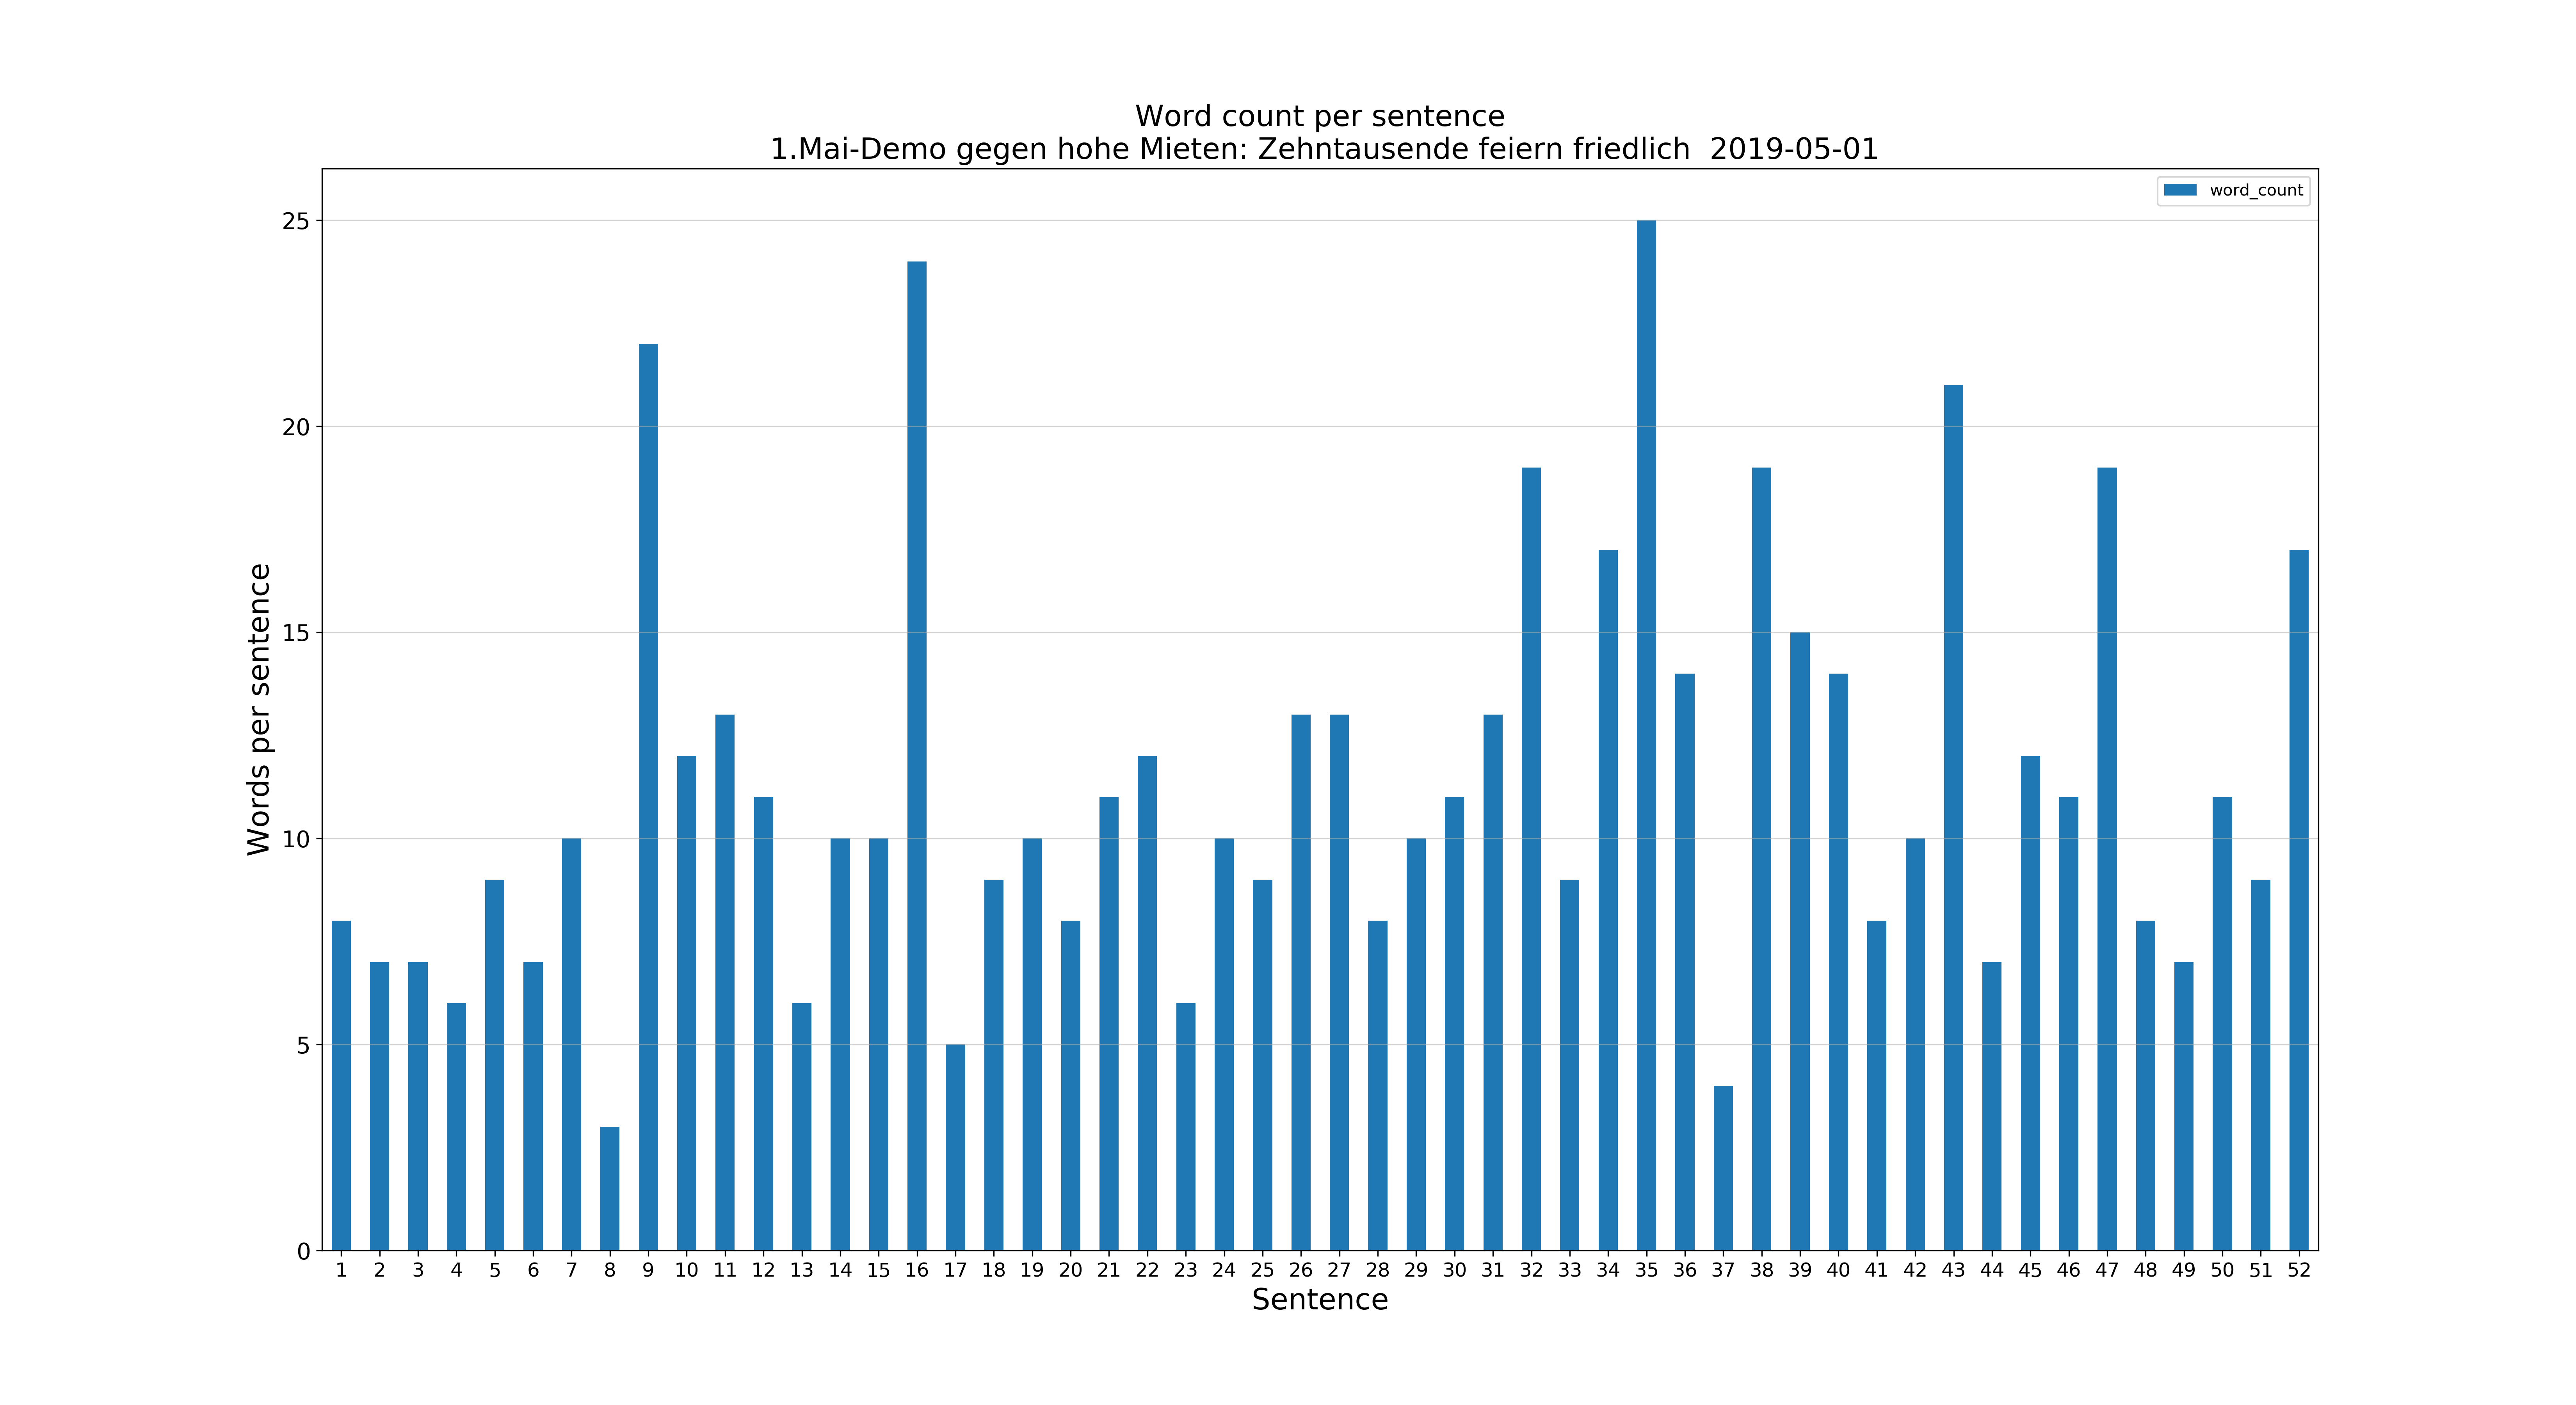 Word count per sentence
1.Mai-Demo gegen hohe Mieten: Zehntausende feiern friedlich  2019-05-01
word_count
25
20
15
10
5
0
Words per sentence
1 2 3 4 5 6 7 8 9 10 11 12 13 14 15 16 17 18 19 20 21 22 23 24 25 26 27 28 29 30 31 32 33 34 35 36 37 38 39 40 41 42 43 44 45 46 47 48 49 50 51 52
Sentence